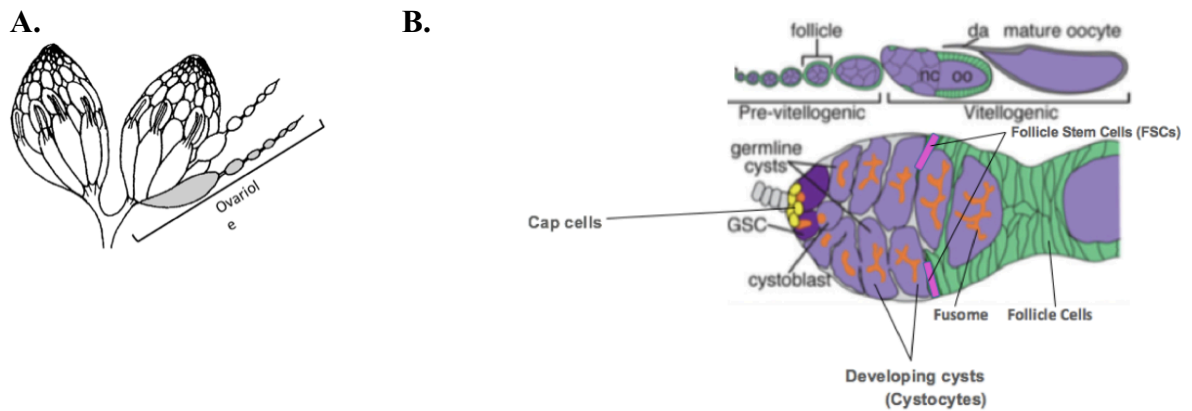 A.
B.
Ovariol
e
follicle
da mature oocyte
nc oo
Pre-vitellogenic
Vitellogenic
Follicle Stem Cells (FSCs)
germline
cysts
Cap cells
GSC
cystoblast
Fusome
Follicle Cells
Developing cysts
(Cystocytes)